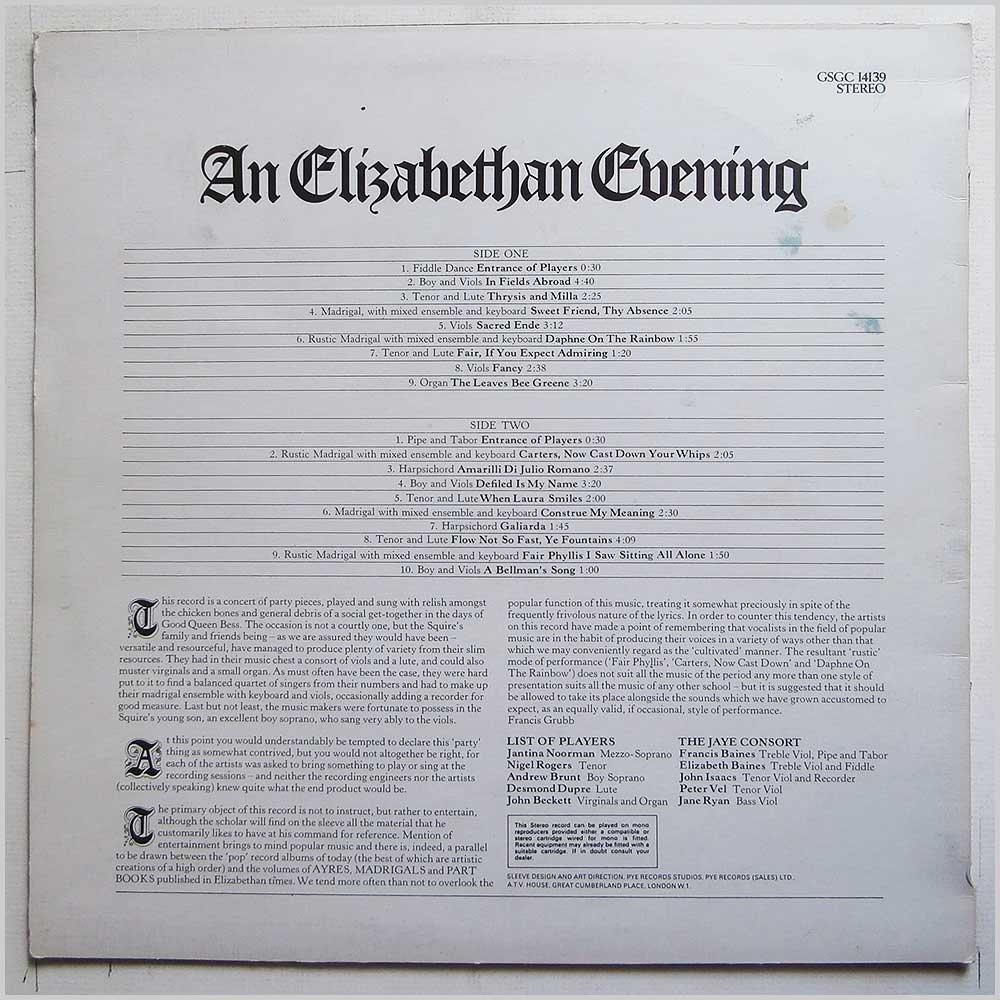 GSGC 14139
STEREO
An Elizabethan Evening
SIDE ONE
1. Fiddle Dance Entrance of Players 0:30
2. Boy and Viols In Fields Abroad 4:40
3. Tenor and Lute Thrysis and Milla 2:25
4. Madrigal, with mixed ensemble and keyboard Sweet Friend, Thy Absence 2:05
5. Viols Sacred Ende 3:12
6. Rustic Madrigal with mixed ensemble and keyboard Daphne On The Rainbow 1:55
7. Tenor and Lute Fair, If You Expect Admiring 1:20
8. Viols Fancy 2:38
9. Organ The Leaves Bee Greene 3:20
SIDE TWO
1. Pipe and Tabor Entrance of Players 0:30
2. Rustic Madrigal with mixed ensemble and keyboard Carters, Now Cast Down Your Whips 2:05
3. Harpsichord Amarilli Di Julio Romano 2:37
4. Boy and Viols Defiled Is My Name 3:20
5. Tenor and Lute When Laura Smiles 2:00
6. Madrigal with mixed ensemble and keyboard Construe My Meaning 2:30
7. Harpsichord Galiarda 1:45
8. Tenor and Lute Flow Not So Fast, Ye Fountains 4:09
9. Rustic Madrigal with mixed ensemble and keyboard Fair Phyllis I Saw Sitting All Alone 1:50
10. Boy and Viols A Bellman's Song 1:00
This record is a concert of party pieces, played and sung with relish amongst
the chicken bones and general debris of a social get-together in the days of
Good Queen Bess. The occasion is not a courtly one, but the Squire's
family and friends being – as we are assured they would have been –
versatile and resourceful, have managed to produce plenty of variety from their slim
resources. They had in their music chest a consort of viols and a lute, and could also
muster virginals and a small organ. As must often have been the case, they were hard
put to it to find a balanced quartet of singers from their numbers and had to make up
their madrigal ensemble with keyboard and viols, occasionally adding a recorder for
good measure. Last but not least, the music makers were fortunate to possess in the
Squire's young son, an excellent boy soprano, who sang very ably to the viols.
At this point you would understandably be tempted to declare this 'party'
thing as somewhat contrived, but you would not altogether be right, for
each of the artists was asked to bring something to play or sing at the
recording sessions – and neither the recording engineers nor the artists
(collectively speaking) knew quite what the end product would be.
The primary object of this record is not to instruct, but rather to entertain,
although the scholar will find on the sleeve all the material that he
customarily likes to have at his command for reference. Mention of
entertainment brings to mind popular music and there is, indeed, a parallel
to be drawn between the 'pop' record albums of today (the best of which are artistic
creations of a high order) and the volumes of AYRES, MADRIGALS and PART
BOOKS published in Elizabethan times. We tend more often than not to overlook the
popular function of this music, treating it somewhat preciously in spite of the
frequently frivolous nature of the lyrics. In order to counter this tendency, the artists
on this record have made a point of remembering that vocalists in the field of popular
music are in the habit of producing their voices in a variety of ways other than that
which we may conveniently regard as the 'cultivated' manner. The resultant 'rustic'
mode of performance ('Fair Phyllis', 'Carters, Now Cast Down' and 'Daphne On
The Rainbow') does not suit all the music of the period any more than one style of
presentation suits all the music of any other school – but it is suggested that it should
be allowed to take its place alongside the sounds which we have grown accustomed to
expect, as an equally valid, if occasional, style of performance.
Francis Grubb
LIST OF PLAYERS
Jantina Noorman Mezzo-Soprano
Nigel Rogers Tenor
Andrew Brunt Boy Soprano
Desmond Dupre Lute
John Beckett Virginals and Organ
THE JAYE CONSORT
Francis Baines Treble Viol, Pipe and Tabor
Elizabeth Baines Treble Viol and Fiddle
John Isaacs Tenor Viol and Recorder
Peter Vel Tenor Viol
Jane Ryan Bass Viol
This Stereo record can be played on mono
reproducers provided either a compatible or
stereo cartridge wired for mono is fitted.
Recent equipment may already be fitted with a
suitable cartridge. If in doubt consult your
dealer.
SLEEVE DESIGN AND ART DIRECTION, PYE RECORDS STUDIOS, PYE RECORDS (SALES) LTD.,
A.T.V. HOUSE, GREAT CUMBERLAND PLACE, LONDON W.1.